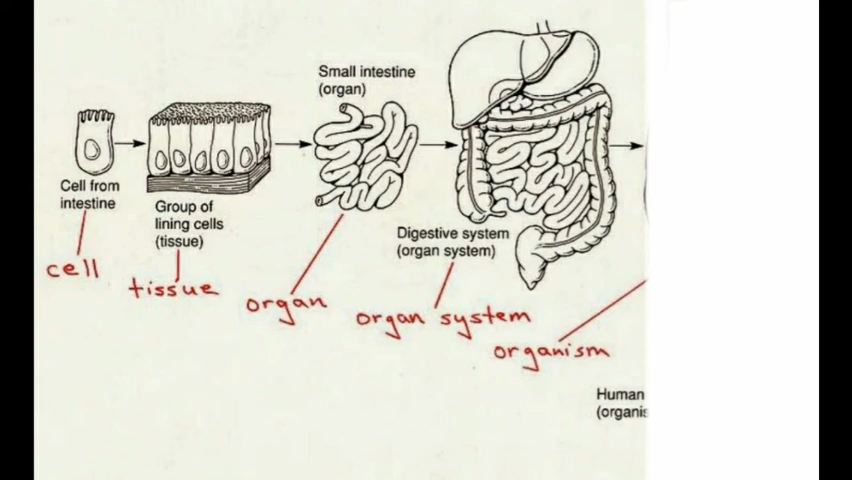 Small intestine
(organ)
Cell from
intestine
Group of
lining cells
(tissue)
Digestive system
(organ system)
cell
tissue
organ
organ system
organism
Human
(organis